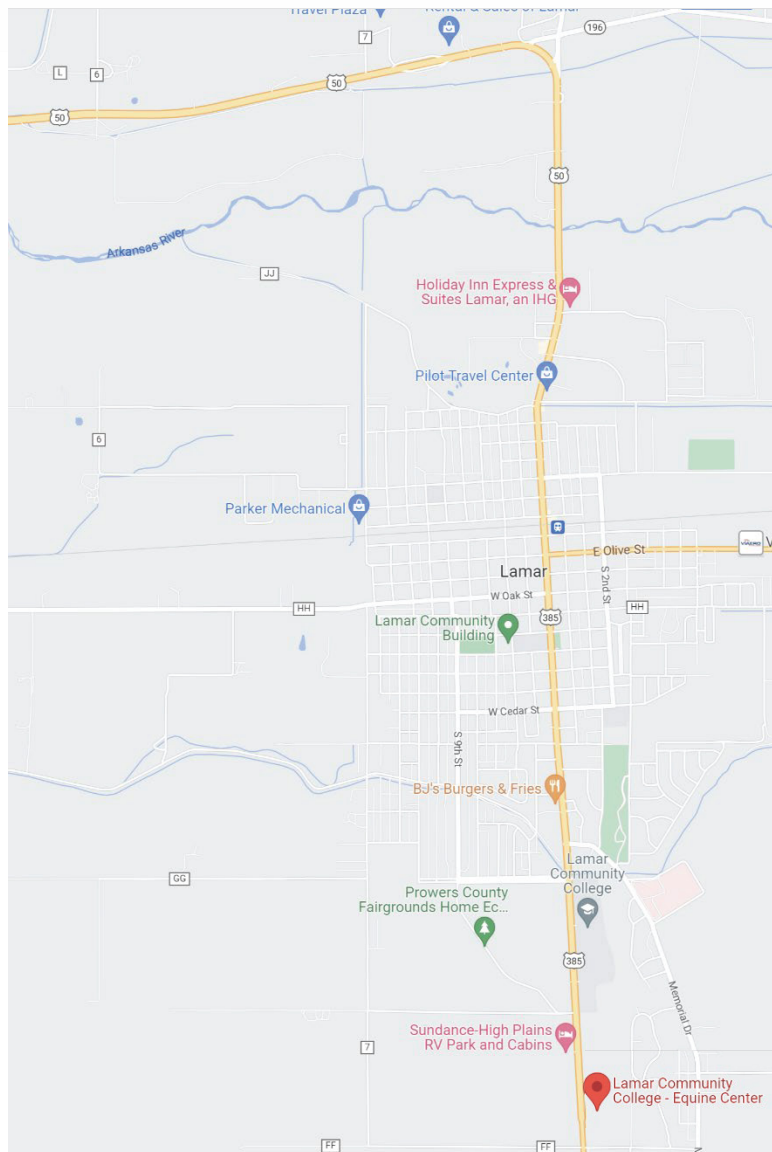 Travel Plaza
Rental & Sales of Lamar
7
196
L
6
50
50
50
Arkansas River
JJ
Holiday Inn Express &
Suites Lamar, an IHG
Pilot Travel Center
6
Parker Mechanical
E Olive St
V
Lamar
S 2nd St
W Oak St
HH
HH
385
Lamar Community
Building
W Cedar St
S 9th St
BJ's Burgers & Fries
Lamar
Community
College
GG
Prowers County
Fairgrounds Home Ec...
385
Memorial Dr
Sundance-High Plains
RV Park and Cabins
7
Lamar Community
College - Equine Center
FF
FF